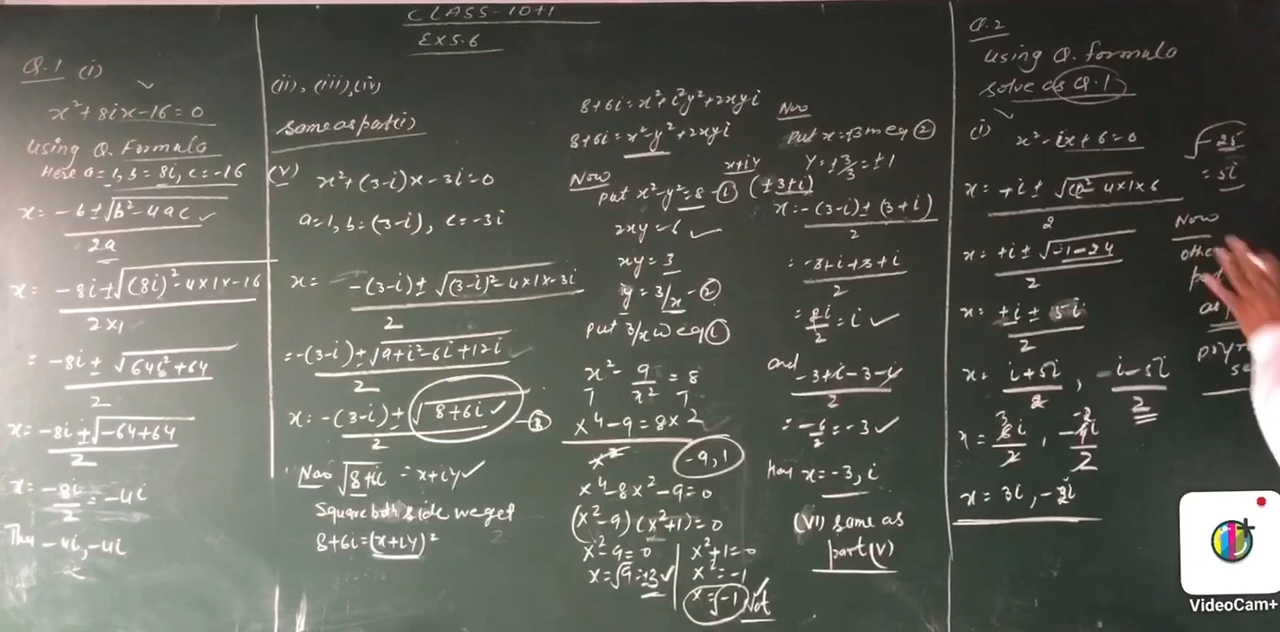 CLASS-10+1
EX 5.6
Q.1 (i)
x²+8ix-16=0
Using Q. Formula
Here a=1, b=8i, c=-16
x = -b±√b²-4ac / 2a
x = -8i±√(8i)²-4x1x-16 / 2x1
= -8i ± √64i²+64 / 2
x = -8i±√-64+64 / 2
x = -8i/2 = -4i
Thus -4i, -4i
(ii), (iii), (iv)
Same as part(i)
(V) x²+(3-i)x-3i=0
a=1, b=(3-i), c=-3i
x = -(3-i)±√(3-i)²-4x1x-3i / 2
= -(3-i)±√9+i²-6i+12i / 2
x = -(3-i)±√8+6i / 2 -③
Now √8+6i = x+iy
Square both side we get
8+6i=(x+iy)²
8+6i=x²+i²y²+2xyi
8+6i=x²-y²+2xyi
Now
put x²-y²=8-①
2xy=6
xy=3
y=3/x-②
put 3/x in eq ①
x²/1 - 9/x² = 8/1
x⁴-9=8x²
x²
-9,1
x⁴-8x²-9=0
(x²-9)(x²+1)=0
x²-9=0
x=√9=±3
x²+1=0
x²=-1
x=√-1 Not
Now
put x=±3 in eq ②
y=±3/3=±1
x+iy
(±3+i)
x=-(3-i)±(3+i) / 2
= -3+i+3+i / 2
= 2i/2 = i
and -3+i-3-i / 2
= -6/2 = -3
x=-3, i
(VI) same as
part(V)
Q.2
Using Q. formula
solve as Q.1
(i) x²-ix+6=0
x = +i±√(i)²-4x1x6 / 2
x = +i±√-1-24 / 2
x = +i±5i / 2
x = i+5i / 2, i-5i / 2
x = 6i/2, -4i/2
3 -2
x = 3i, -2i
√-25
= 5i
Now
VideoCam+